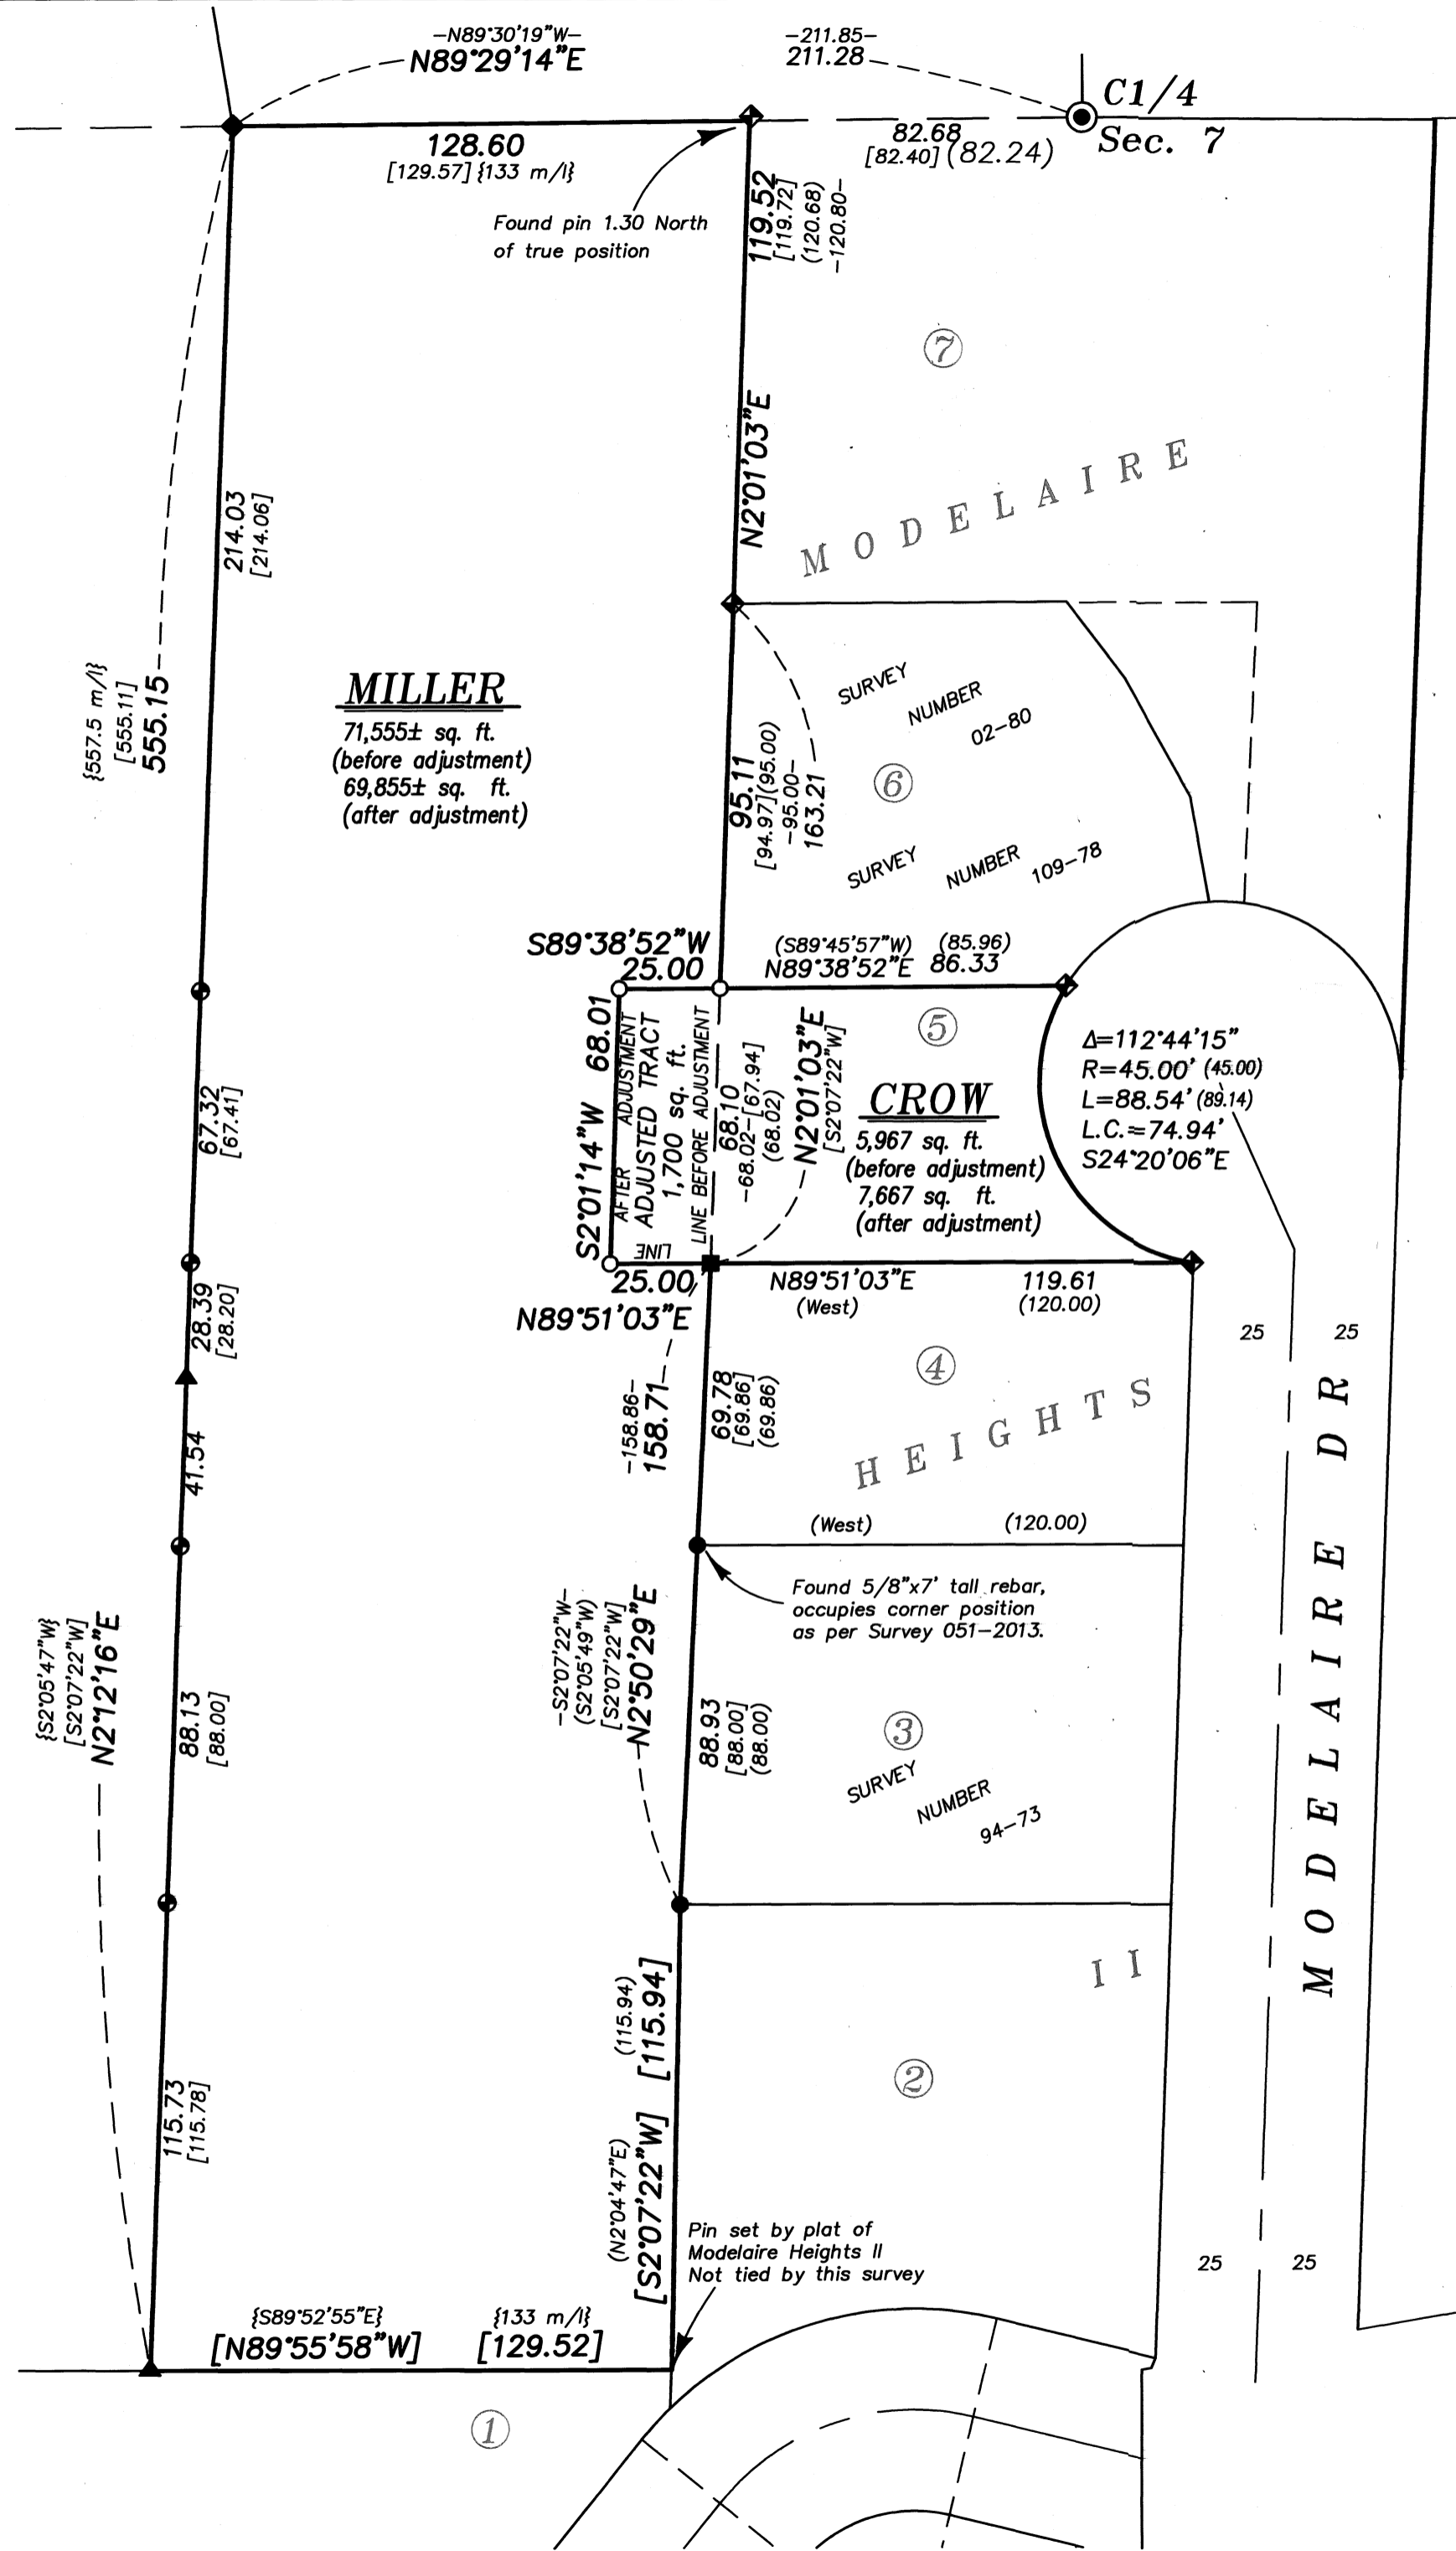 -N89°30'19"W-
N89°29'14"E
-211.85-
211.28
C1/4
Sec. 7
128.60
[129.57] {133 m/l}
82.68
[82.40] (82.24)
Found pin 1.30 North
of true position
119.52
[119.72]
(120.68)
-120.80-
N2°01'03"E
7
MODELAIRE
214.03
[214.06]
{557.5 m/l}
[555.11]
555.15
MILLER
71,555± sq. ft.
(before adjustment)
69,855± sq. ft.
(after adjustment)
SURVEY
NUMBER
02-80
6
95.11
[94.97](95.00)
-95.00-
163.21
SURVEY
NUMBER
109-78
S89°38'52"W
25.00
(S89°45'57"W) (85.96)
N89°38'52"E 86.33
67.32
[67.41]
S2°01'14"W 68.01
LINE AFTER ADJUSTMENT
ADJUSTED TRACT
1,700 sq. ft.
LINE BEFORE ADJUSTMENT
68.10
-68.02-[67.94]
(68.02)
N2°01'03"E
[S2°07'22"W]
5
CROW
5,967 sq. ft.
(before adjustment)
7,667 sq. ft.
(after adjustment)
Δ=112°44'15"
R=45.00' (45.00)
L=88.54' (89.14)
L.C.=74.94'
S24°20'06"E
25.00
N89°51'03"E
N89°51'03"E 119.61
(West) (120.00)
28.39
[28.20]
25 25
4
HEIGHTS
-158.86-
158.71
69.78
[69.86]
(69.86)
41.54
(West) (120.00)
Found 5/8"x7' tall rebar,
occupies corner position
as per Survey 051-2013.
{S2°05'47"W}
[S2°07'22"W]
N2°12'16"E
88.13
[88.00]
-S2°07'22"W-
(S2°05'49"W)
[S2°07'22"W]
N2°50'29"E
88.93
[88.00]
(88.00)
3
SURVEY
NUMBER
94-73
MODELAIRE DR
II
(115.94)
[115.94]
2
115.73
[115.78]
(N2°04'47"E)
[S2°07'22"W]
Pin set by plat of
Modelaire Heights II
Not tied by this survey
25 25
{S89°52'55"E} {133 m/l}
[N89°55'58"W] [129.52]
1